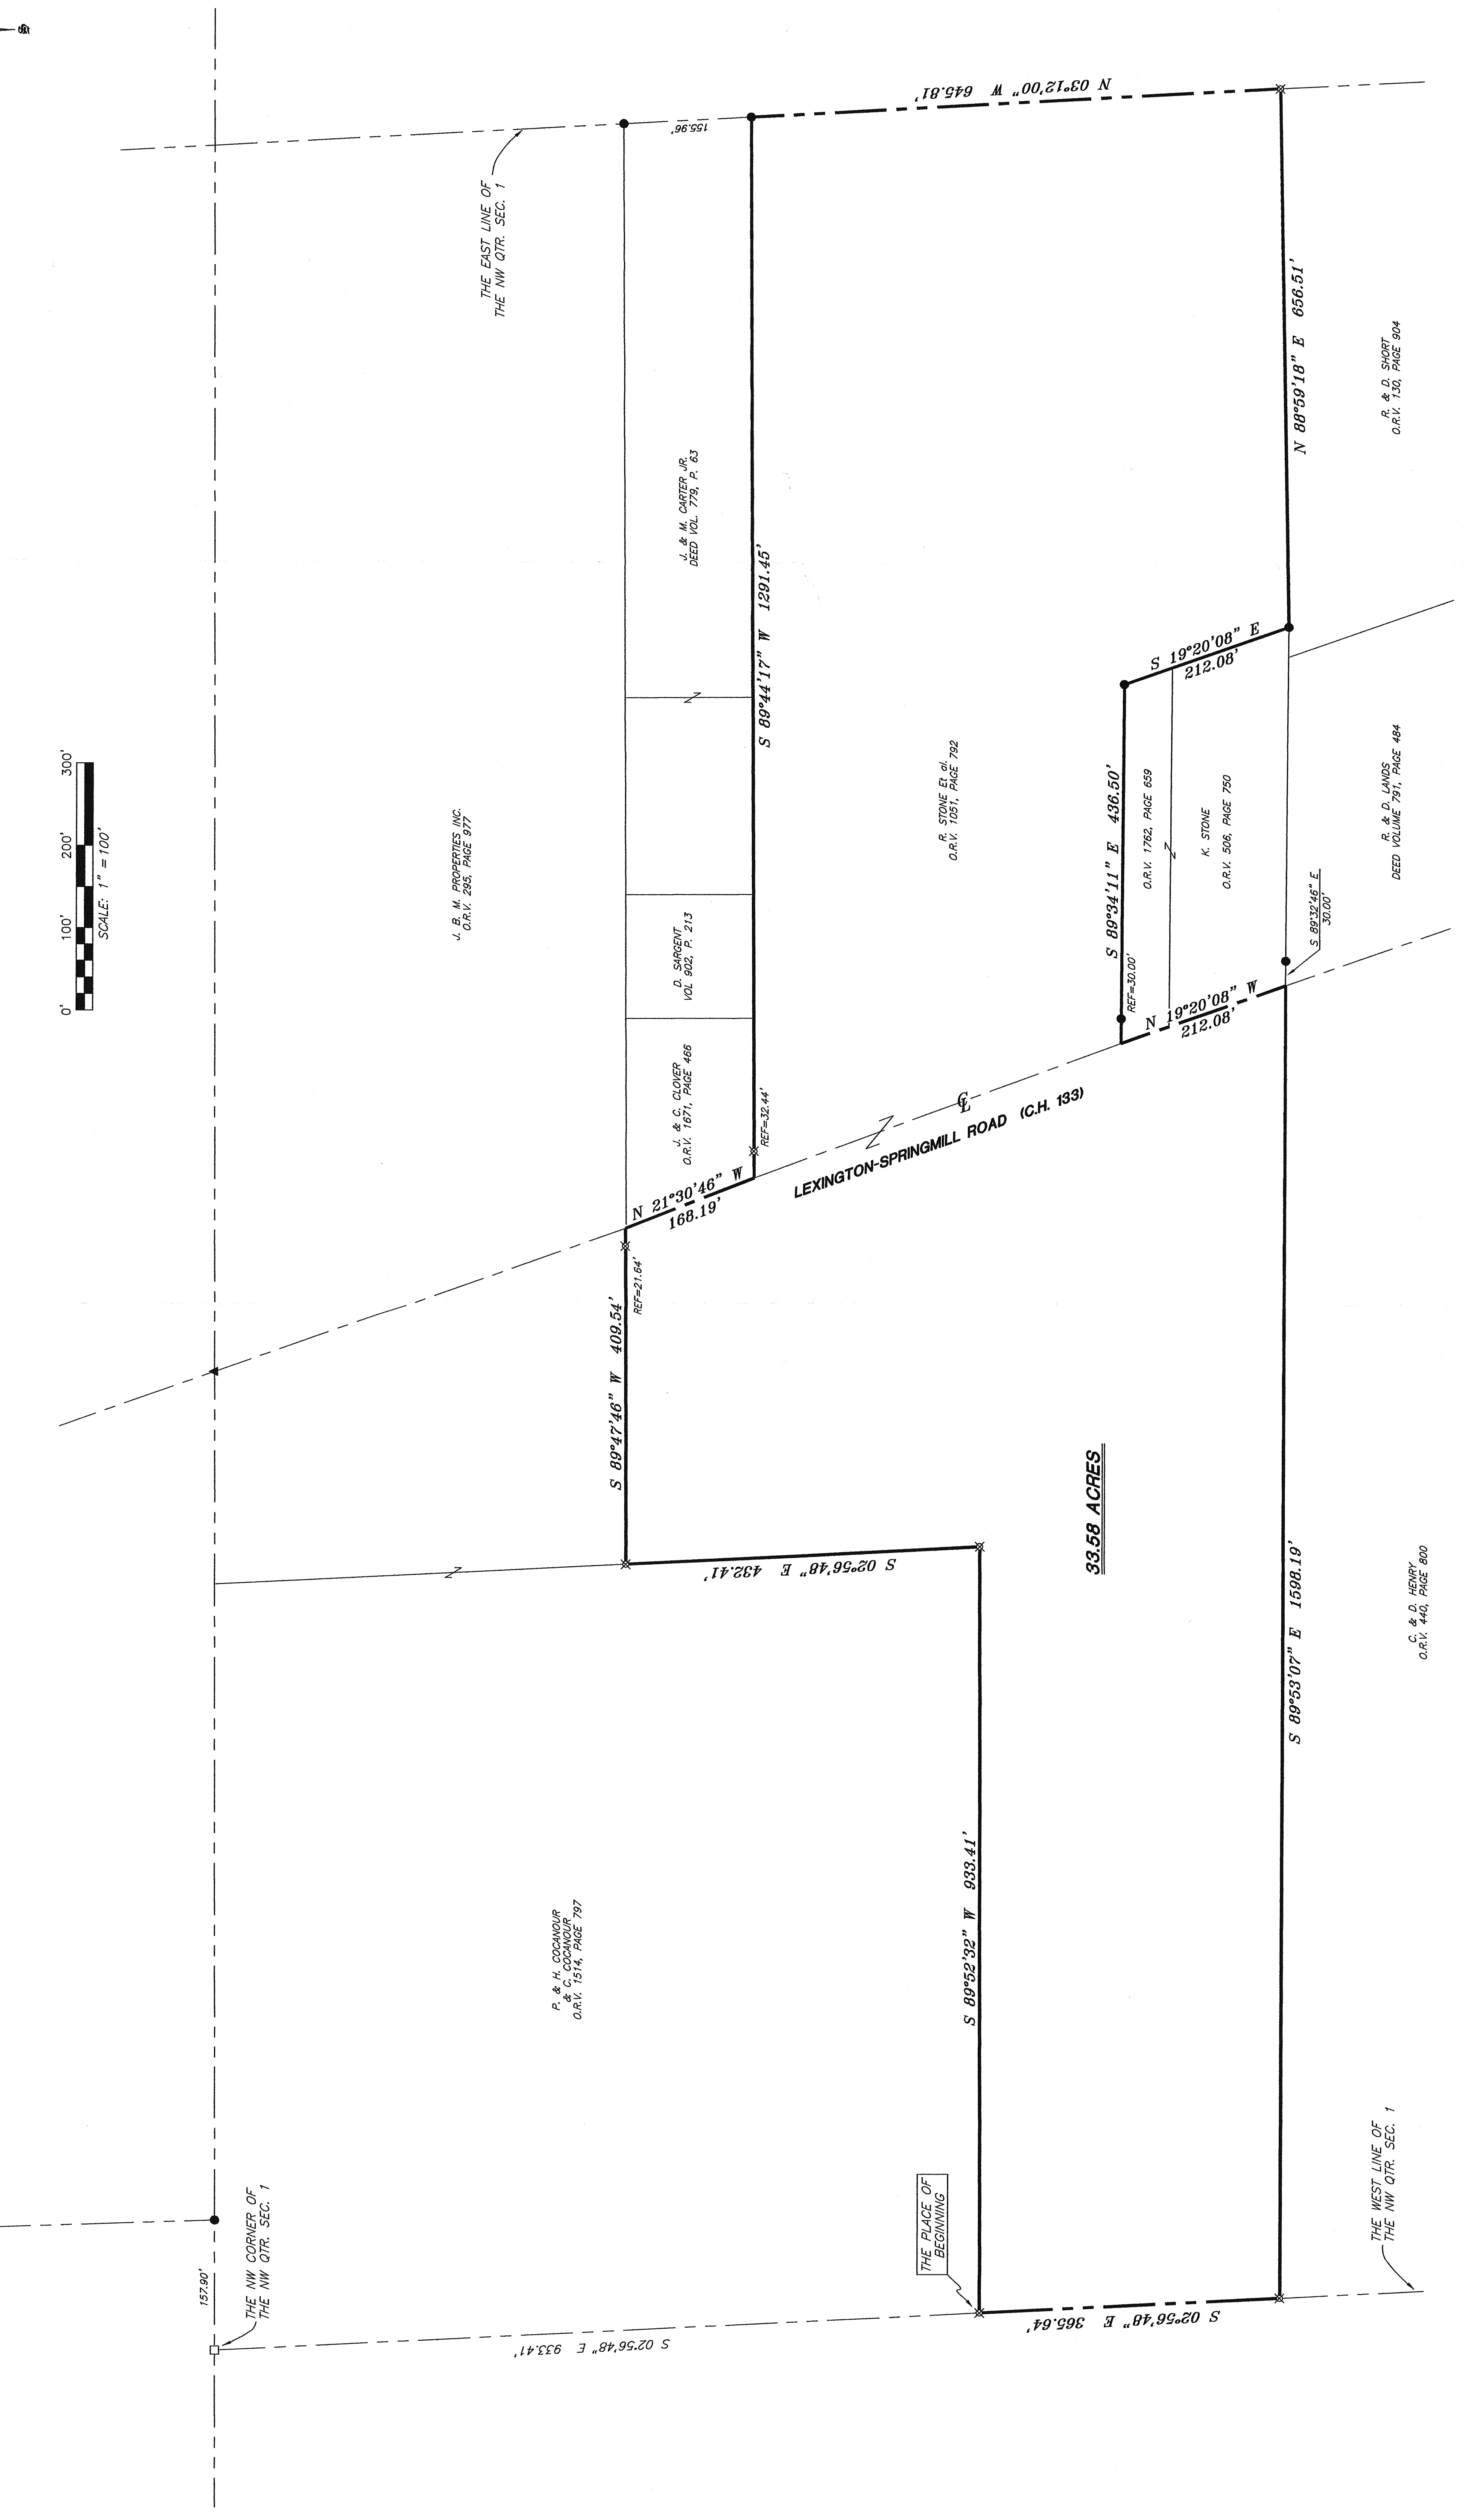 0' 100' 200' 300'
SCALE: 1" = 100'
157.90'
THE NW CORNER OF
THE NW QTR. SEC. 1
S 02°56'48" E 933.41'
P. & H. COCANOUR
& C. COCANOUR
O.R.V. 1514, PAGE 797
J. B. M. PROPERTIES INC.
O.R.V. 295, PAGE 977
THE EAST LINE OF
THE NW QTR. SEC. 1
155.96'
N 03°12'00" W 645.81'
S 89°47'46" W 409.54'
REF=21.64'
N 21°30'46" W
168.19'
J. & C. CLOVER
O.R.V. 1671, PAGE 466
D. SARGENT
VOL 902, P. 213
J. & M. CARTER JR.
DEED VOL. 779, P. 63
REF=32.44'
S 89°44'17" W 1291.45'
S 02°56'48" E 432.41'
LEXINGTON-SPRINGMILL ROAD (C.H. 133)
CL
R. STONE Et al.
O.R.V. 1051, PAGE 792
THE PLACE OF
BEGINNING
S 89°52'32" W 933.41'
33.58 ACRES
S 89°34'11" E 436.50'
REF=30.00'
O.R.V. 1762, PAGE 659
K. STONE
O.R.V. 506, PAGE 750
N 19°20'08" W
212.08'
S 19°20'08" E
212.08'
S 02°56'48" E 365.64'
S 89°53'07" E 1598.19'
S 89°32'46" E
30.00'
N 88°59'18" E 656.51'
THE WEST LINE OF
THE NW QTR. SEC. 1
C. & D. HENRY
O.R.V. 440, PAGE 800
R. & D. LANDS
DEED VOLUME 791, PAGE 484
R. & D. SHORT
O.R.V. 130, PAGE 904